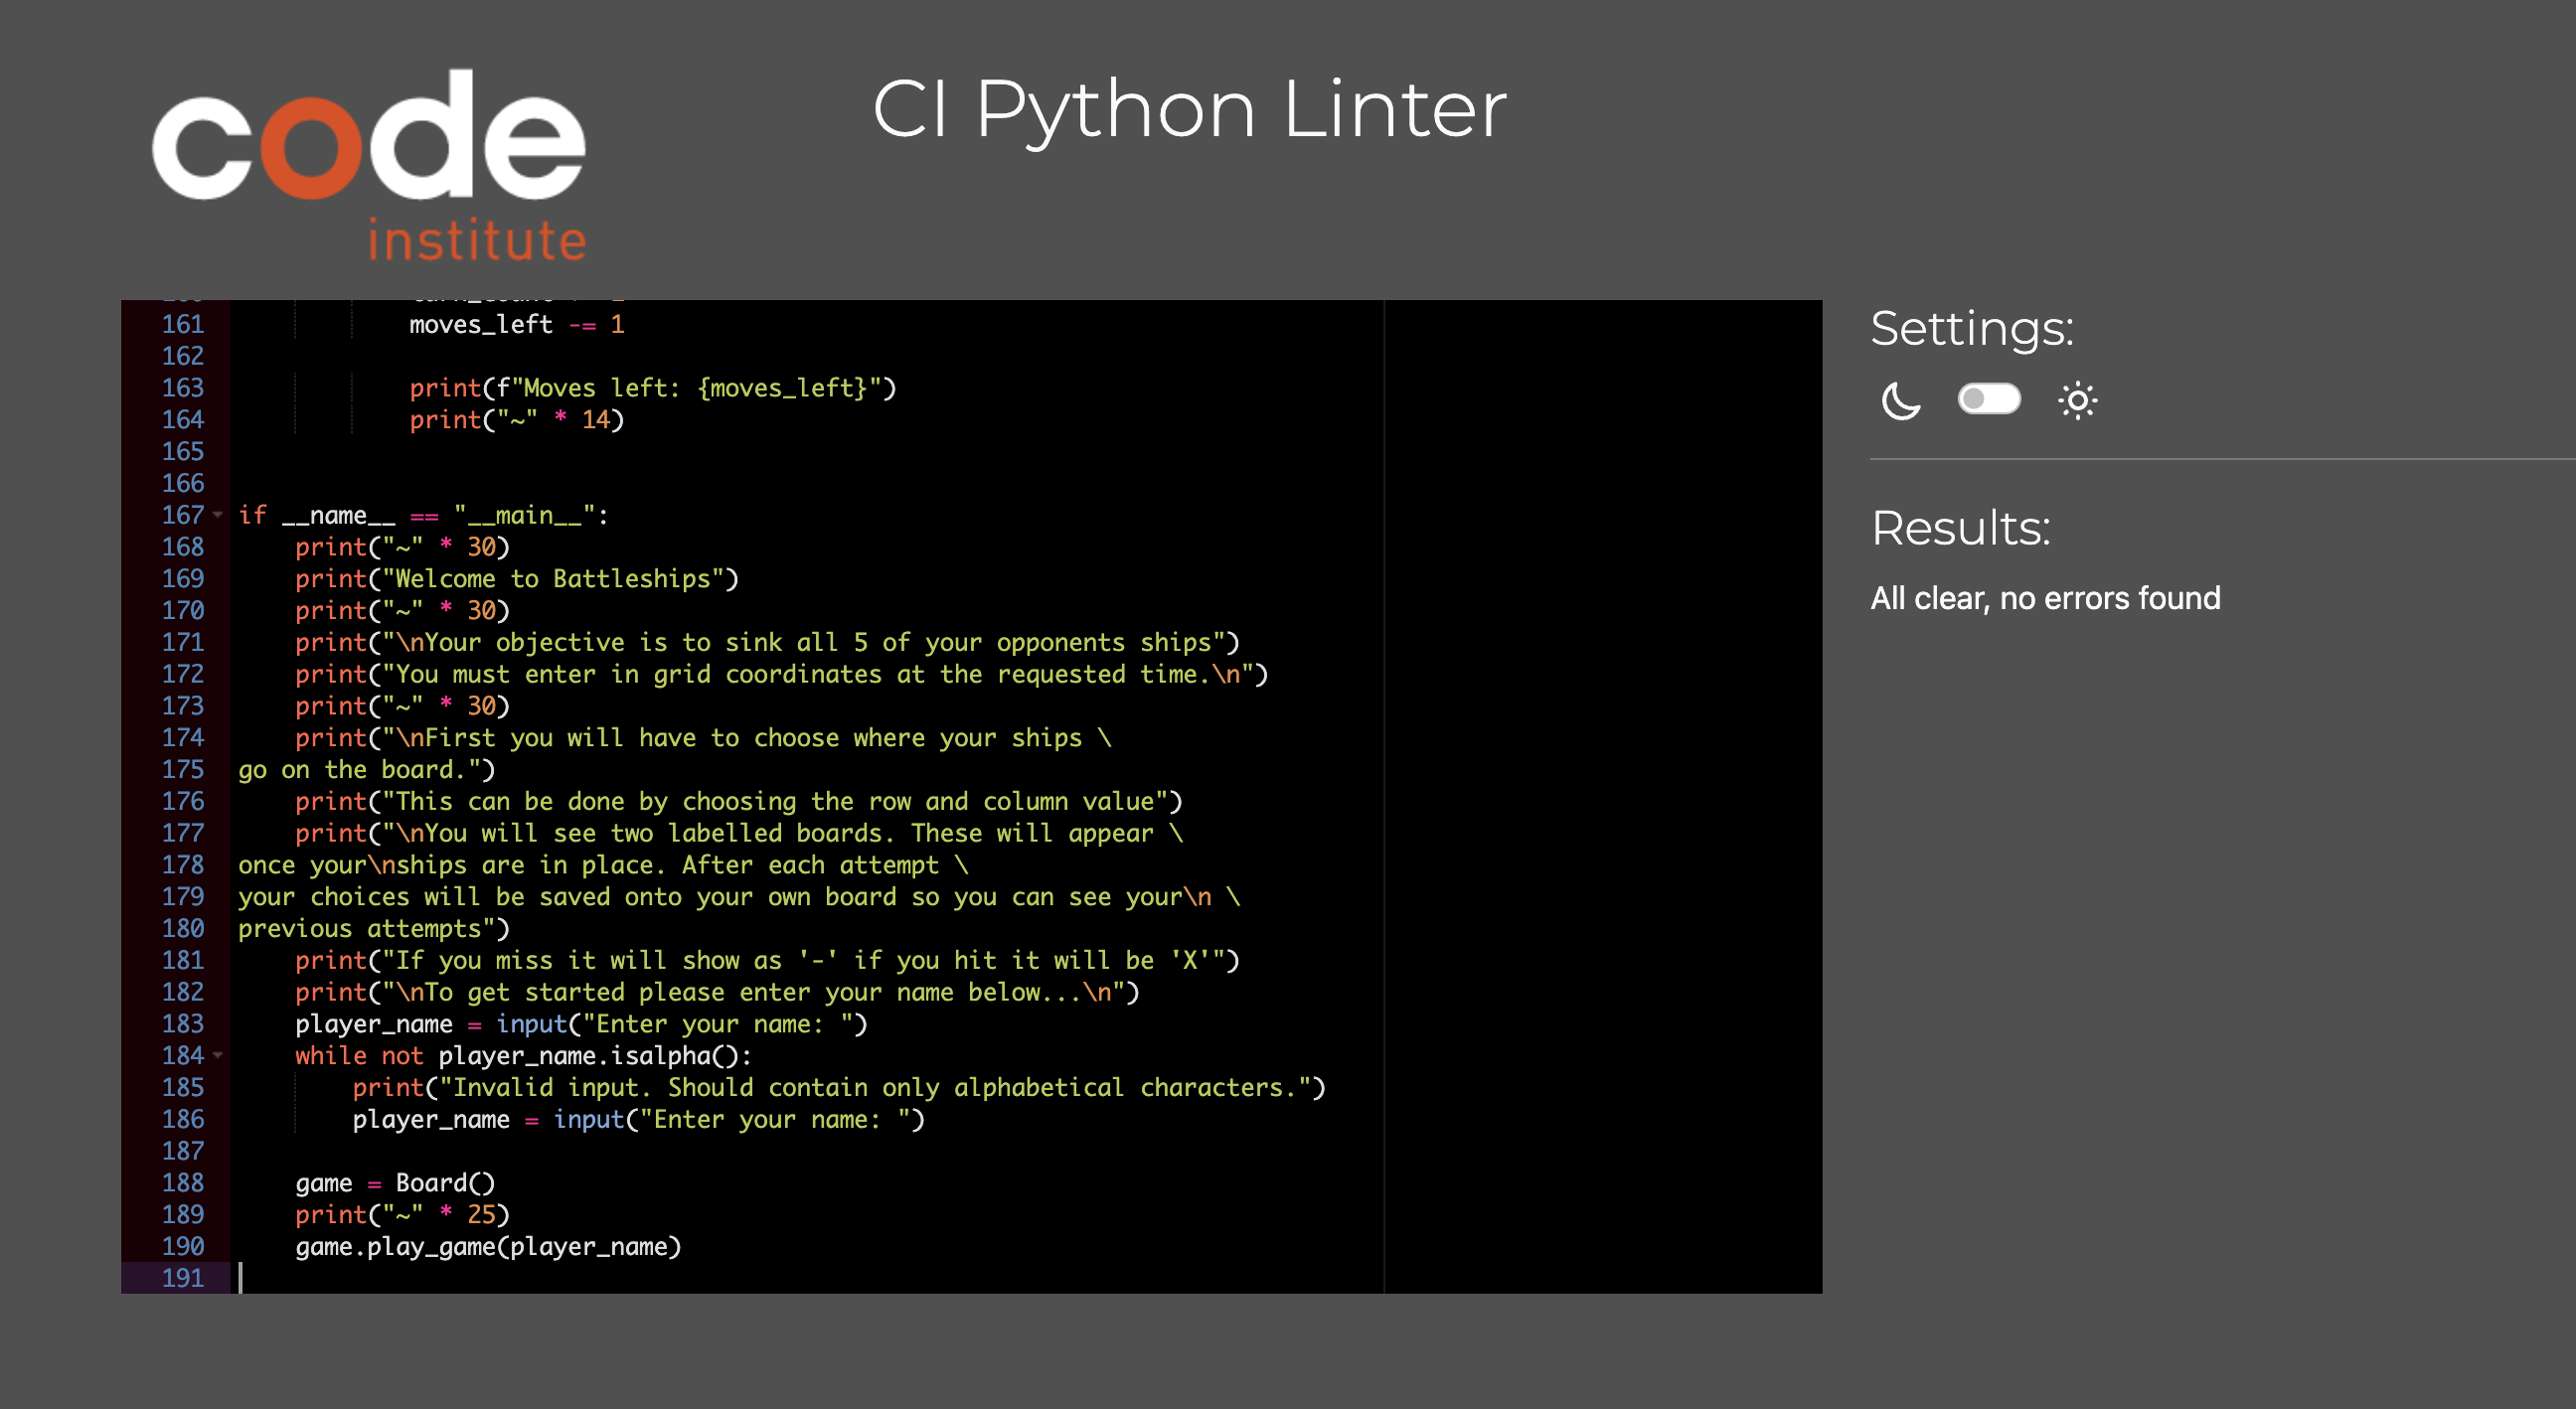 code
institute
CI Python Linter
161 moves_left -= 1
162
163 print(f"Moves left: {moves_left}")
164 print("~" * 14)
165
166
167 if __name__ == "__main__":
168 print("~" * 30)
169 print("Welcome to Battleships")
170 print("~" * 30)
171 print("\nYour objective is to sink all 5 of your opponents ships")
172 print("You must enter in grid coordinates at the requested time.\n")
173 print("~" * 30)
174 print("\nFirst you will have to choose where your ships \
175 go on the board.")
176 print("This can be done by choosing the row and column value")
177 print("\nYou will see two labelled boards. These will appear \
178 once your\nships are in place. After each attempt \
179 your choices will be saved onto your own board so you can see your\n \
180 previous attempts")
181 print("If you miss it will show as '-' if you hit it will be 'X'")
182 print("\nTo get started please enter your name below...\n")
183 player_name = input("Enter your name: ")
184 while not player_name.isalpha():
185 print("Invalid input. Should contain only alphabetical characters.")
186 player_name = input("Enter your name: ")
187
188 game = Board()
189 print("~" * 25)
190 game.play_game(player_name)
191
Settings:
Results:
All clear, no errors found